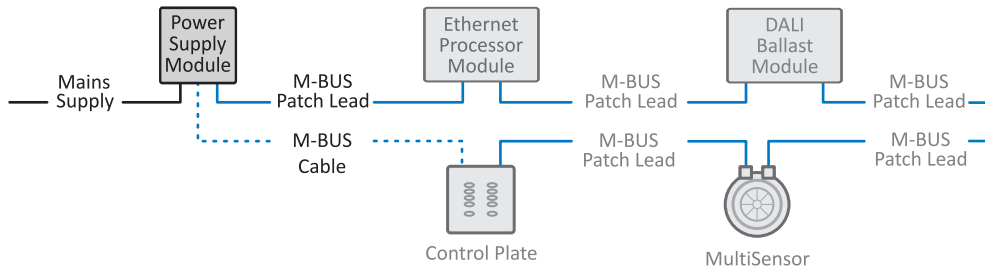 Power
Supply
Module
Ethernet
Processor
Module
DALI
Ballast
Module
Mains
Supply
M-BUS
Patch Lead
M-BUS
Patch Lead
M-BUS
Patch Lead
M-BUS
Cable
M-BUS
Patch Lead
M-BUS
Patch Lead
Control Plate
MultiSensor